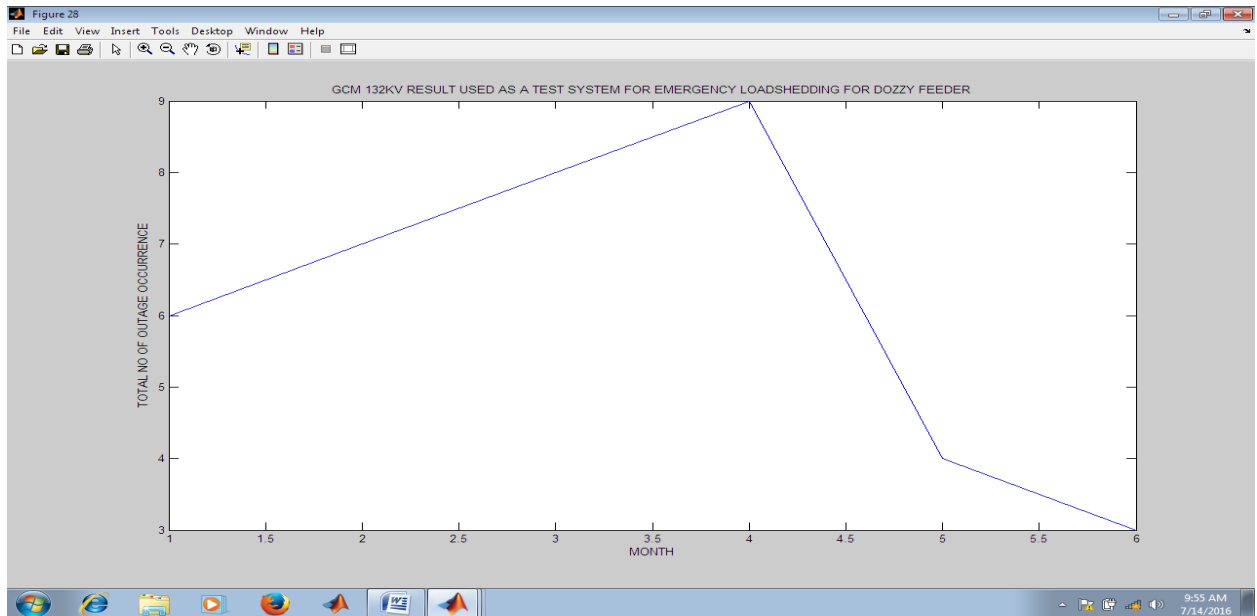 Figure 28
File Edit View Insert Tools Desktop Window Help
GCM 132KV RESULT USED AS A TEST SYSTEM FOR EMERGENCY LOADSHEDDING FOR DOZZY FEEDER
TOTAL NO OF OUTAGE OCCURRENCE
9
8
7
6
5
4
3
1 1.5 2 2.5 3 3.5 4 4.5 5 5.5 6
MONTH
9:55 AM
7/14/2016